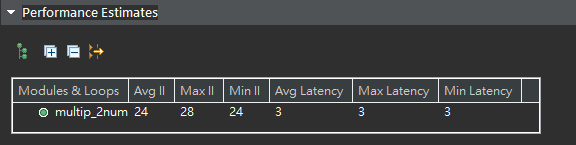 Performance Estimates
Modules & Loops Avg II Max II Min II Avg Latency Max Latency Min Latency
multip_2num 24 28 24 3 3 3